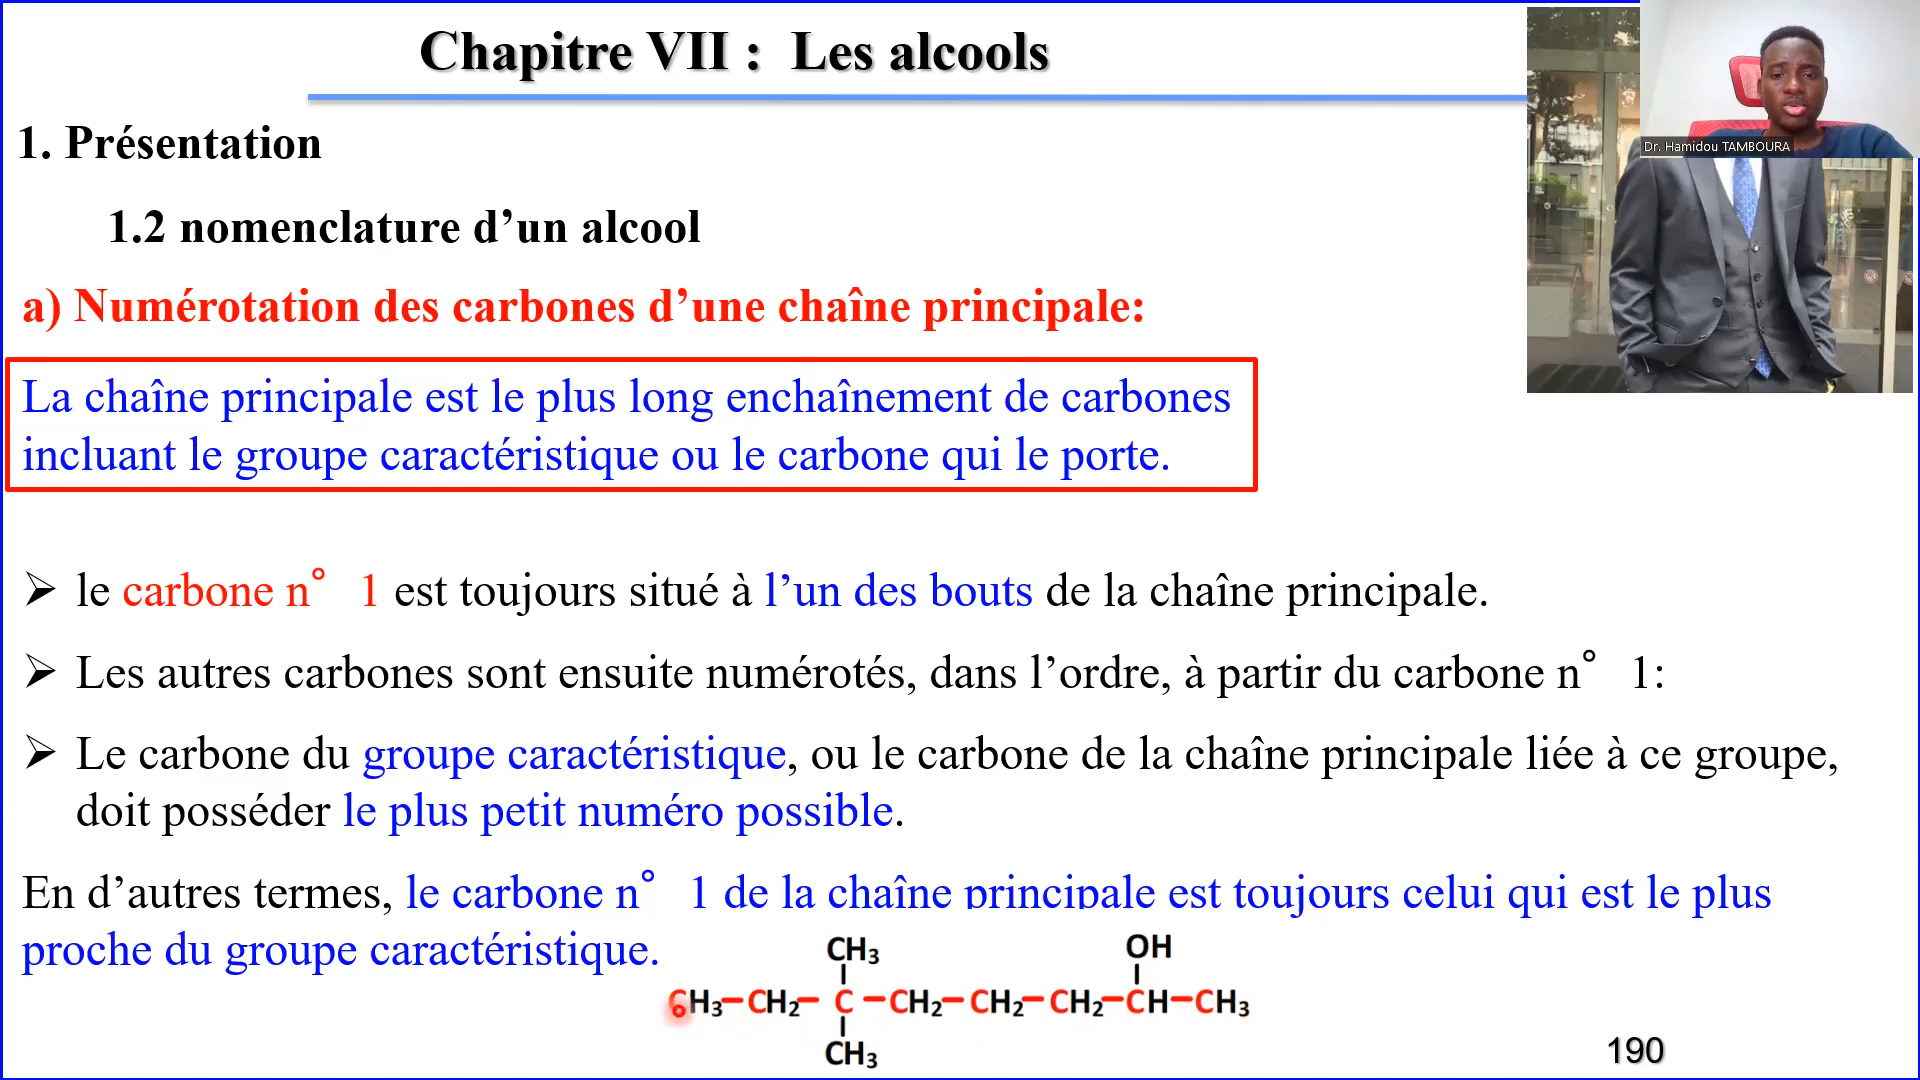 Chapitre VII : Les alcools
Dr. Hamidou TAMBOURA
1. Présentation
1.2 nomenclature d’un alcool
a) Numérotation des carbones d’une chaîne principale:
La chaîne principale est le plus long enchaînement de carbones
incluant le groupe caractéristique ou le carbone qui le porte.
➢ le carbone n° 1 est toujours situé à l’un des bouts de la chaîne principale.
➢ Les autres carbones sont ensuite numérotés, dans l’ordre, à partir du carbone n° 1:
➢ Le carbone du groupe caractéristique, ou le carbone de la chaîne principale liée à ce groupe,
doit posséder le plus petit numéro possible.
En d’autres termes, le carbone n° 1 de la chaîne principale est toujours celui qui est le plus
proche du groupe caractéristique.
CH₃ OH
CH₃–CH₂–C–CH₂–CH₂–CH₂–CH–CH₃
CH₃
190